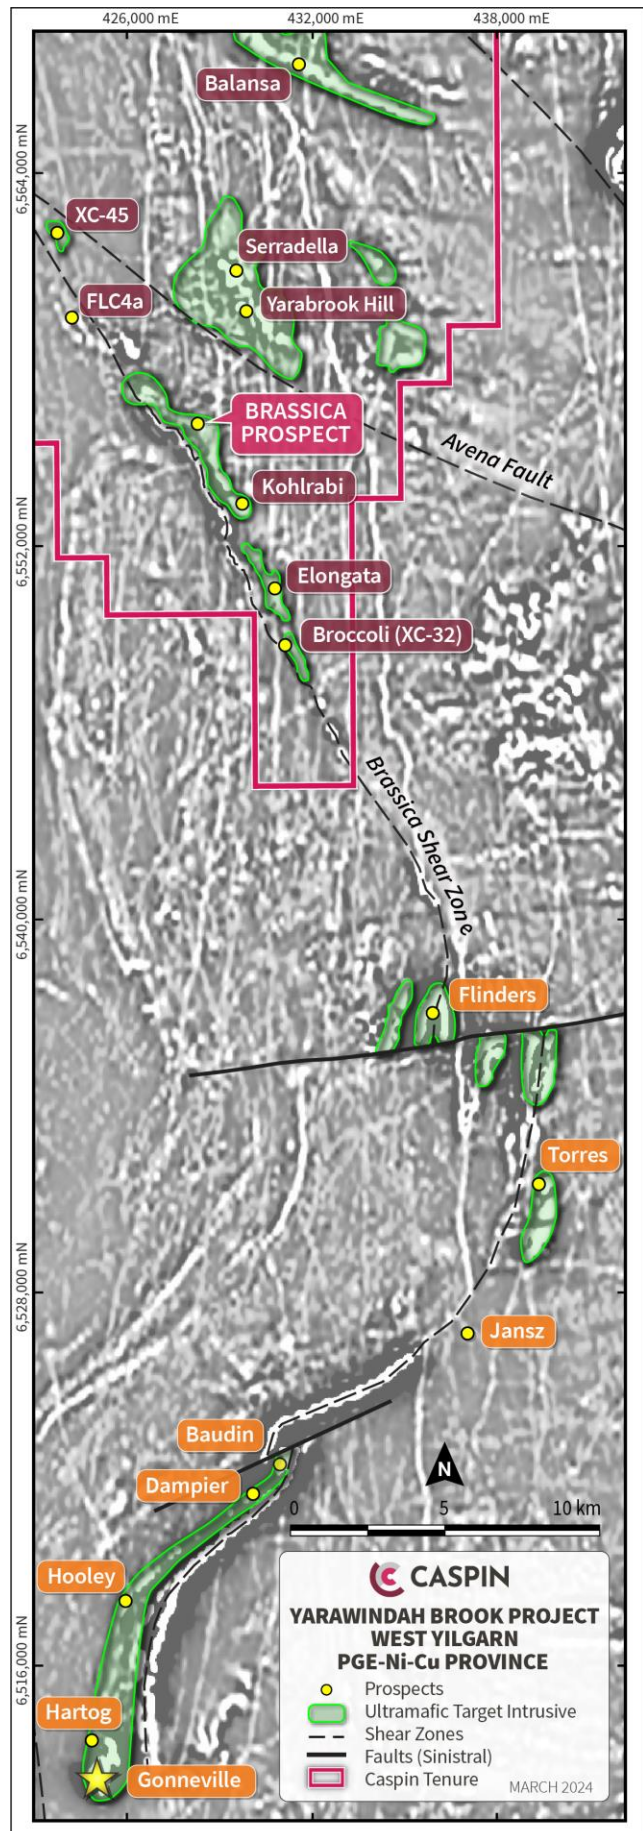 426,000 mE
432,000 mE
438,000 mE
Balansa
6,564,000 mN
XC-45
Serradella
FLC4a
Yarabrook Hill
BRASSICA
PROSPECT
Avena Fault
Kohlrabi
6,552,000 mN
Elongata
Broccoli (XC-32)
Brassica Shear Zone
6,540,000 mN
Flinders
Torres
6,528,000 mN
Jansz
Baudin
N
Dampier
0 5 10 km
Hooley
CASPIN
YARAWINDAH BROOK PROJECT
WEST YILGARN
PGE-Ni-Cu PROVINCE
6,516,000 mN
Prospects
Ultramafic Target Intrusive
Hartog
Shear Zones
Faults (Sinistral)
Gonneville
Caspin Tenure
MARCH 2024